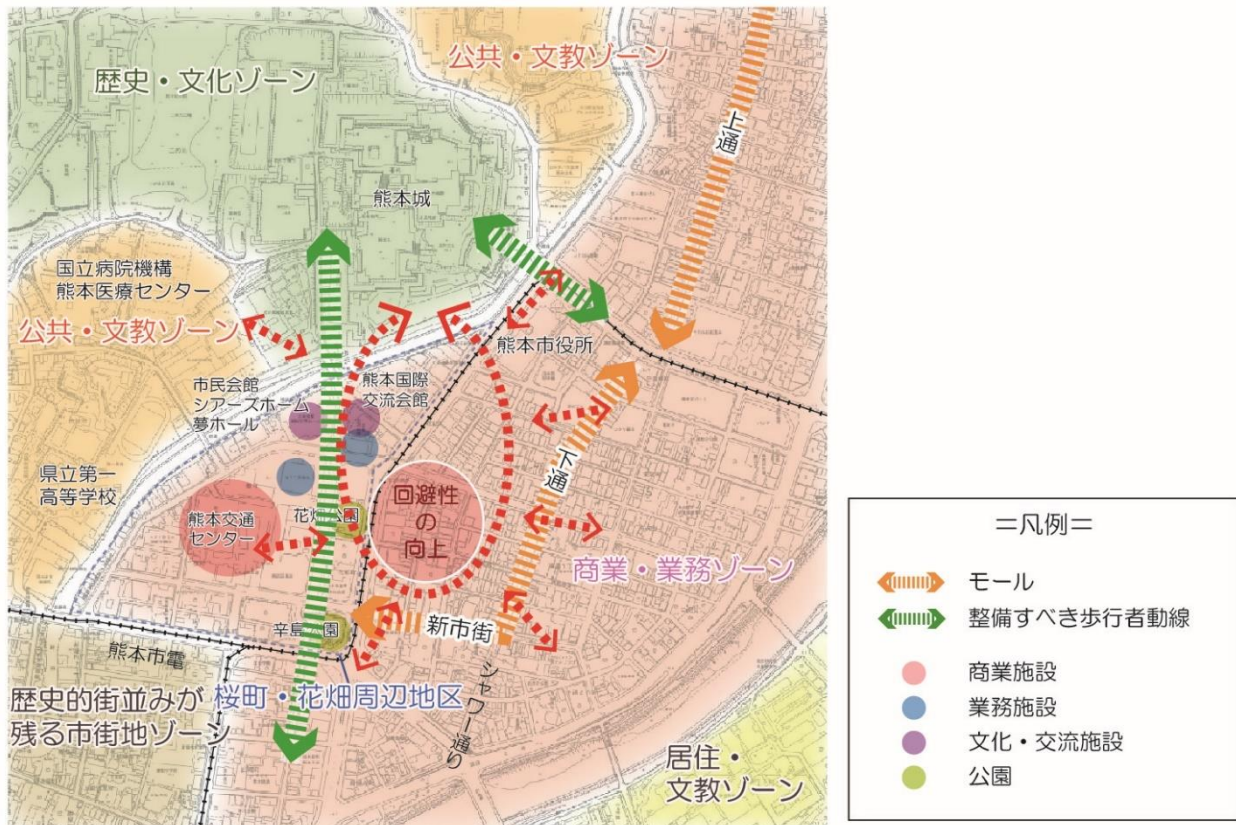 公共・文教ゾーン
歴史・文化ゾーン
上通
熊本城
国立病院機構
熊本医療センター
公共・文教ゾーン
熊本市役所
市民会館
シアーズホーム
夢ホール
熊本国際
交流会館
下通
県立第一
高等学校
熊本交通
センター
花畑公園
回避性
の
向上
商業・業務ゾーン
辛島公園
新市街
熊本市電
シャワー通り
歴史的街並みが
残る市街地ゾーン
桜町・花畑周辺地区
居住・
文教ゾーン
=凡例=
モール
整備すべき歩行者動線
商業施設
業務施設
文化・交流施設
公園